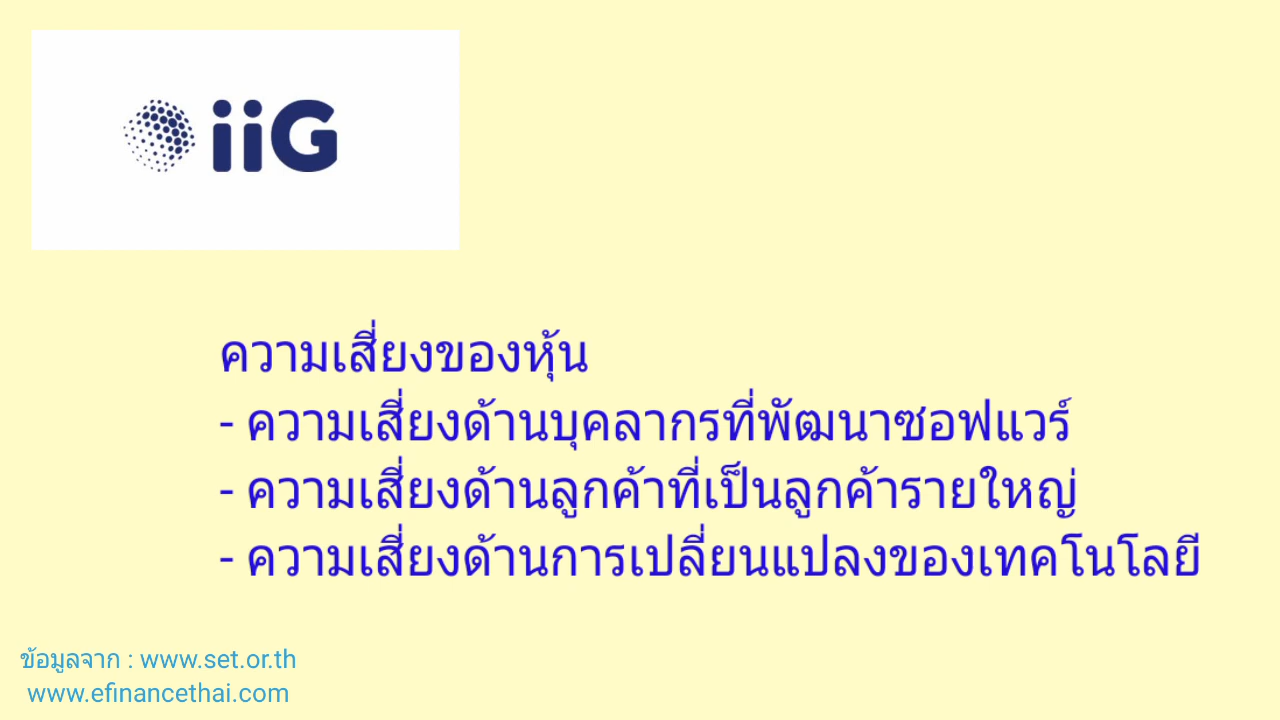 iiG
ความเสี่ยงของหุ้น
- ความเสี่ยงด้านบุคลากรที่พัฒนาซอฟแวร์
- ความเสี่ยงด้านลูกค้าที่เป็นลูกค้ารายใหญ่
- ความเสี่ยงด้านการเปลี่ยนแปลงของเทคโนโลยี
ข้อมูลจาก : www.set.or.th
www.efinancethai.com